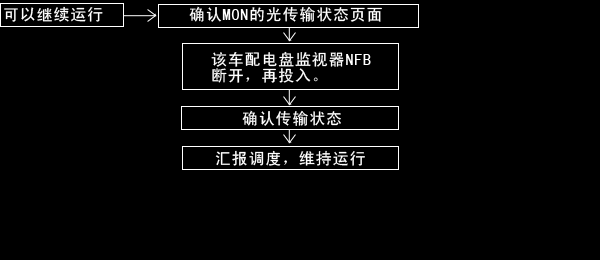 可以继续运行
确认MON的光传输状态页面
该车配电盘监视器NFB
断开，再投入。
确认传输状态
汇报调度，维持运行